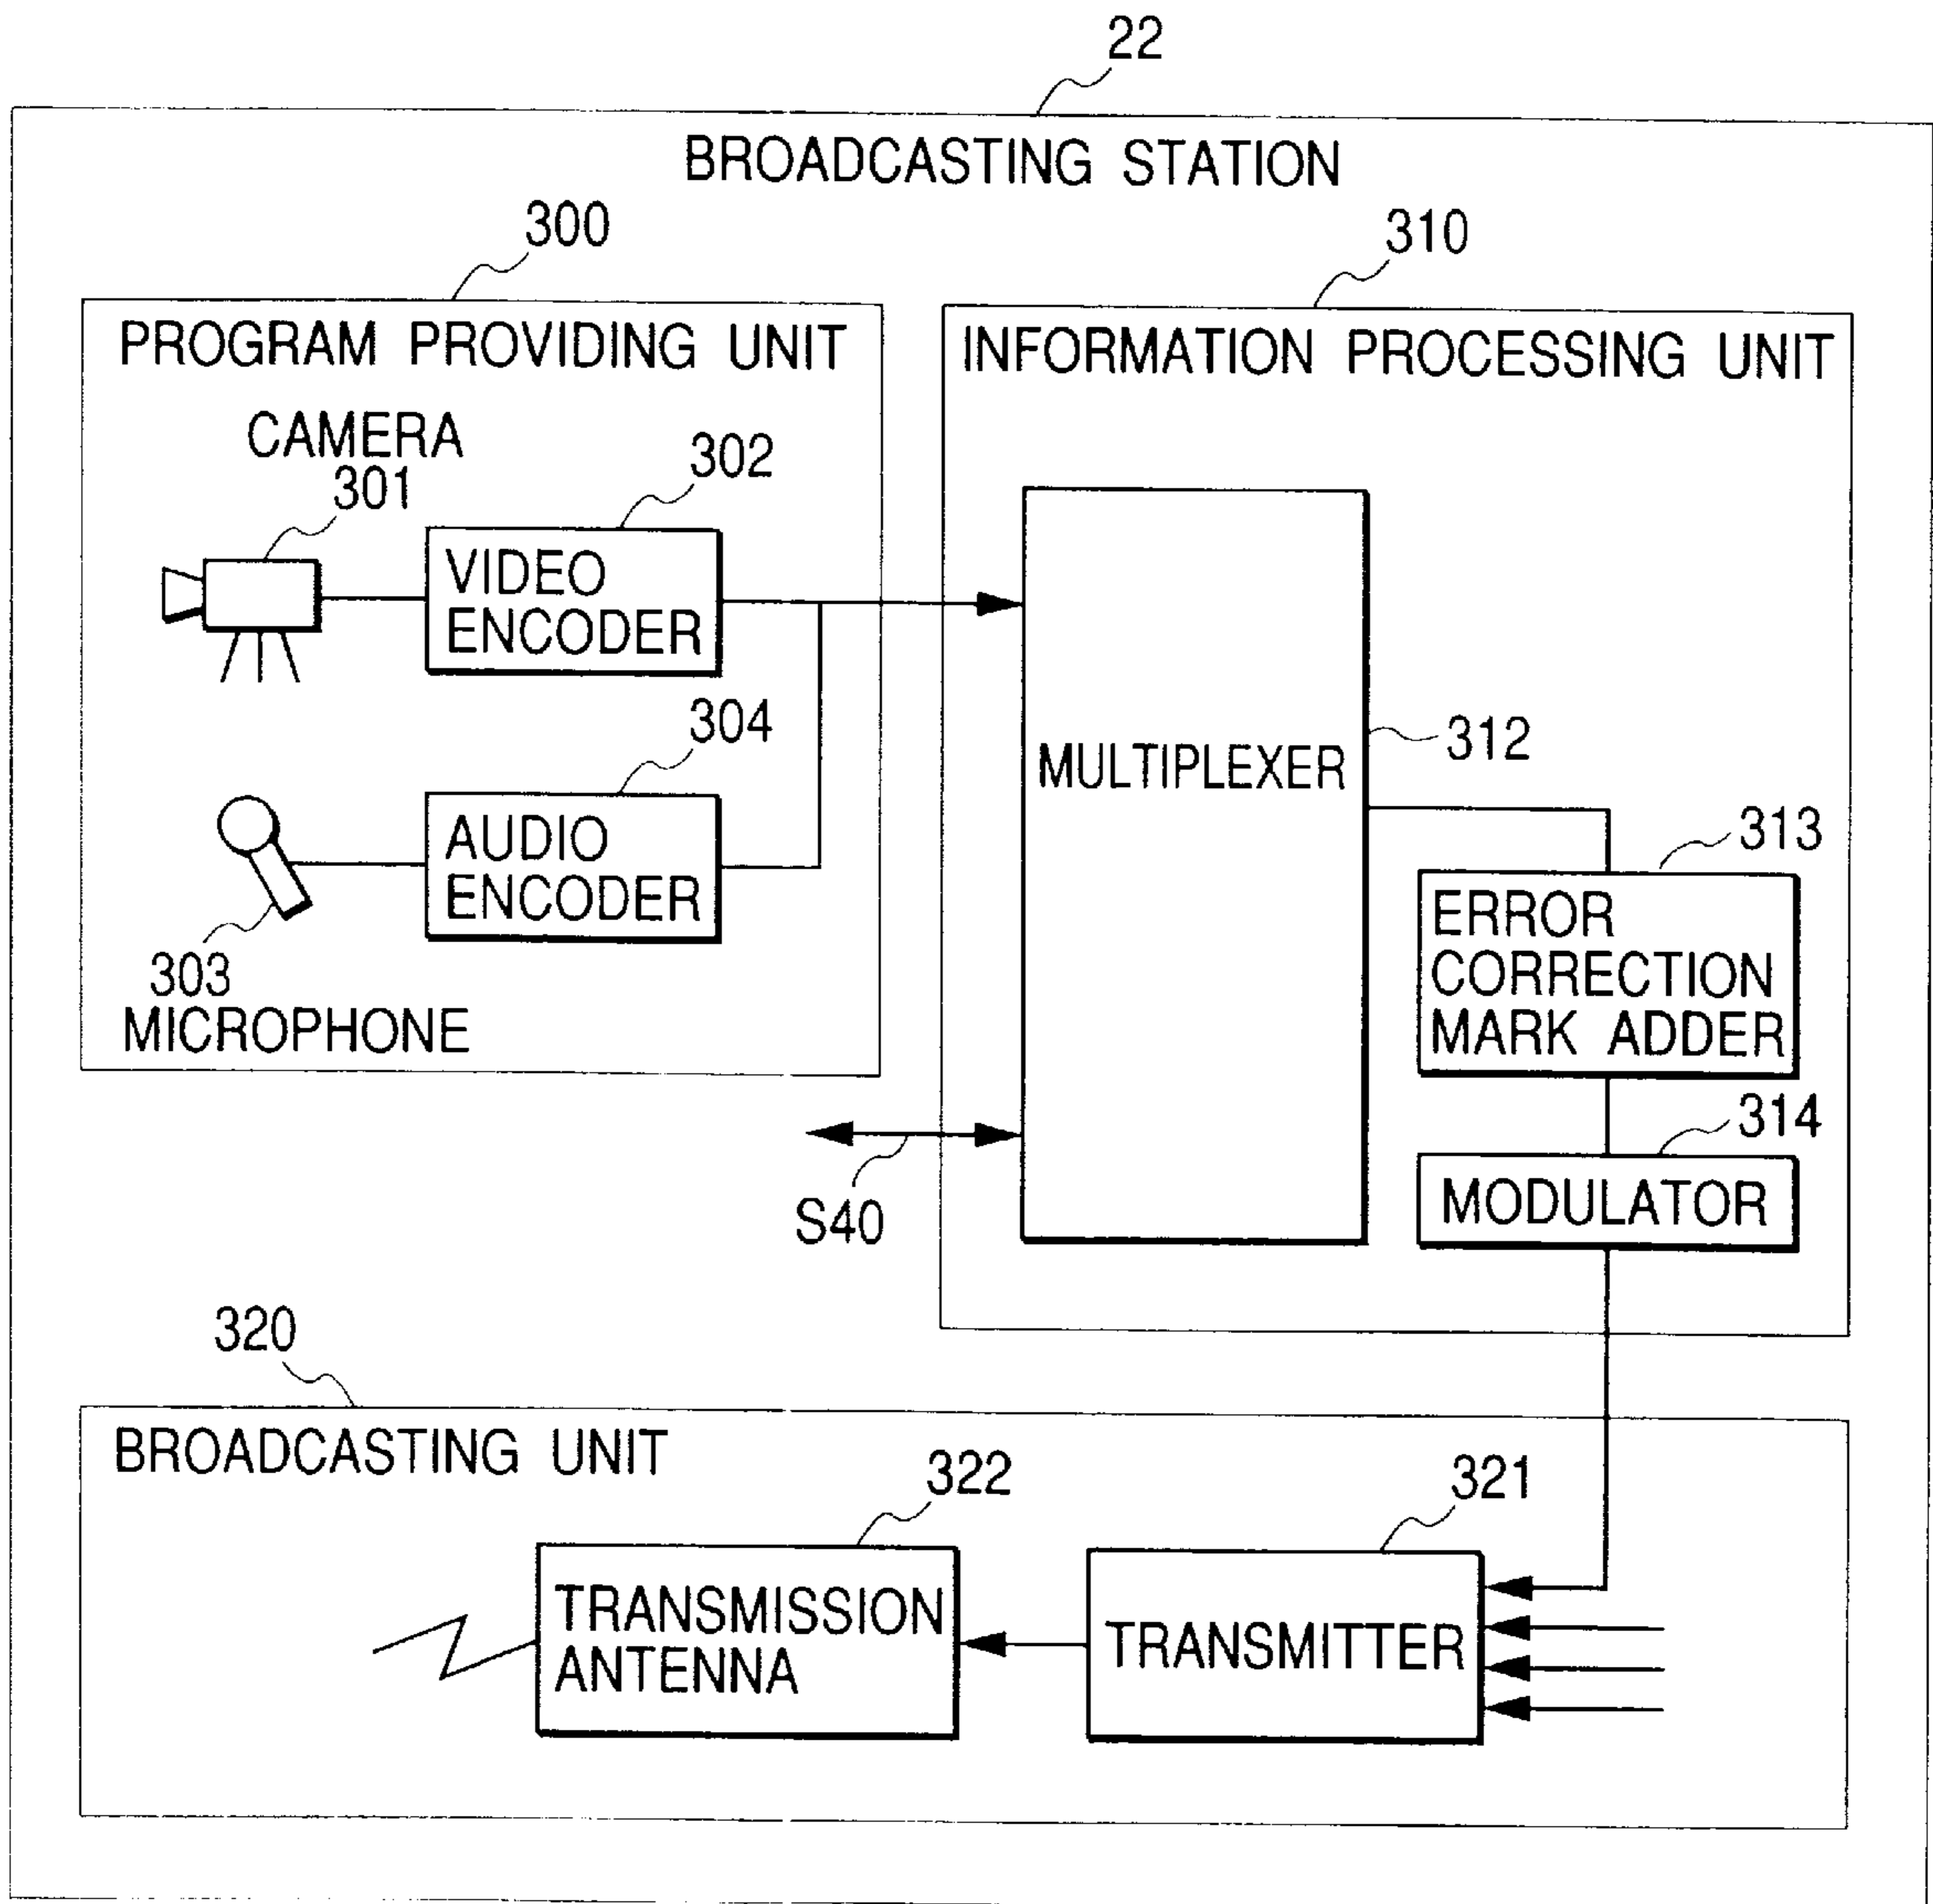 22
BROADCASTING STATION
300
310
PROGRAM PROVIDING UNIT
INFORMATION PROCESSING UNIT
CAMERA
301
302
VIDEO
ENCODER
304
AUDIO
ENCODER
303
MICROPHONE
MULTIPLEXER
312
313
ERROR
CORRECTION
MARK ADDER
314
MODULATOR
S40
320
BROADCASTING UNIT
322
321
TRANSMISSION
ANTENNA
TRANSMITTER